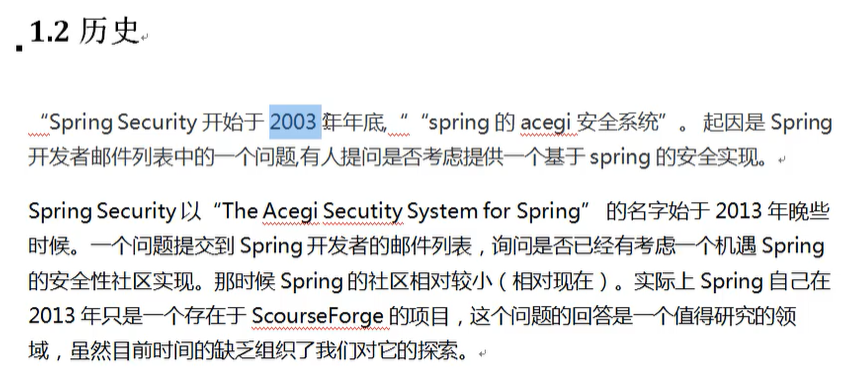 1.2 历史
“Spring Security 开始于 2003 年年底,““spring 的 acegi 安全系统”。 起因是 Spring
开发者邮件列表中的一个问题,有人提问是否考虑提供一个基于 spring 的安全实现。
Spring Security 以“The Acegi Secutity System for Spring” 的名字始于 2013 年晚些
时候。一个问题提交到 Spring 开发者的邮件列表，询问是否已经有考虑一个机遇 Spring
的安全性社区实现。那时候 Spring 的社区相对较小（相对现在）。实际上 Spring 自己在
2013 年只是一个存在于 ScourseForge 的项目，这个问题的回答是一个值得研究的领
域，虽然目前时间的缺乏组织了我们对它的探索。